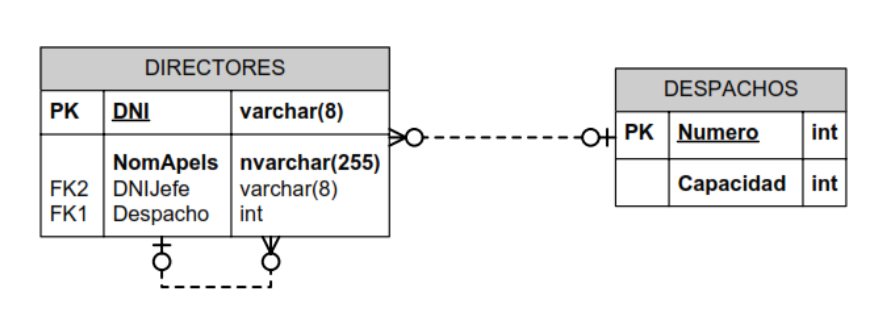 DIRECTORES
PK DNI varchar(8)
NomApels nvarchar(255)
FK2 DNIJefe varchar(8)
FK1 Despacho int
DESPACHOS
PK Numero int
Capacidad int